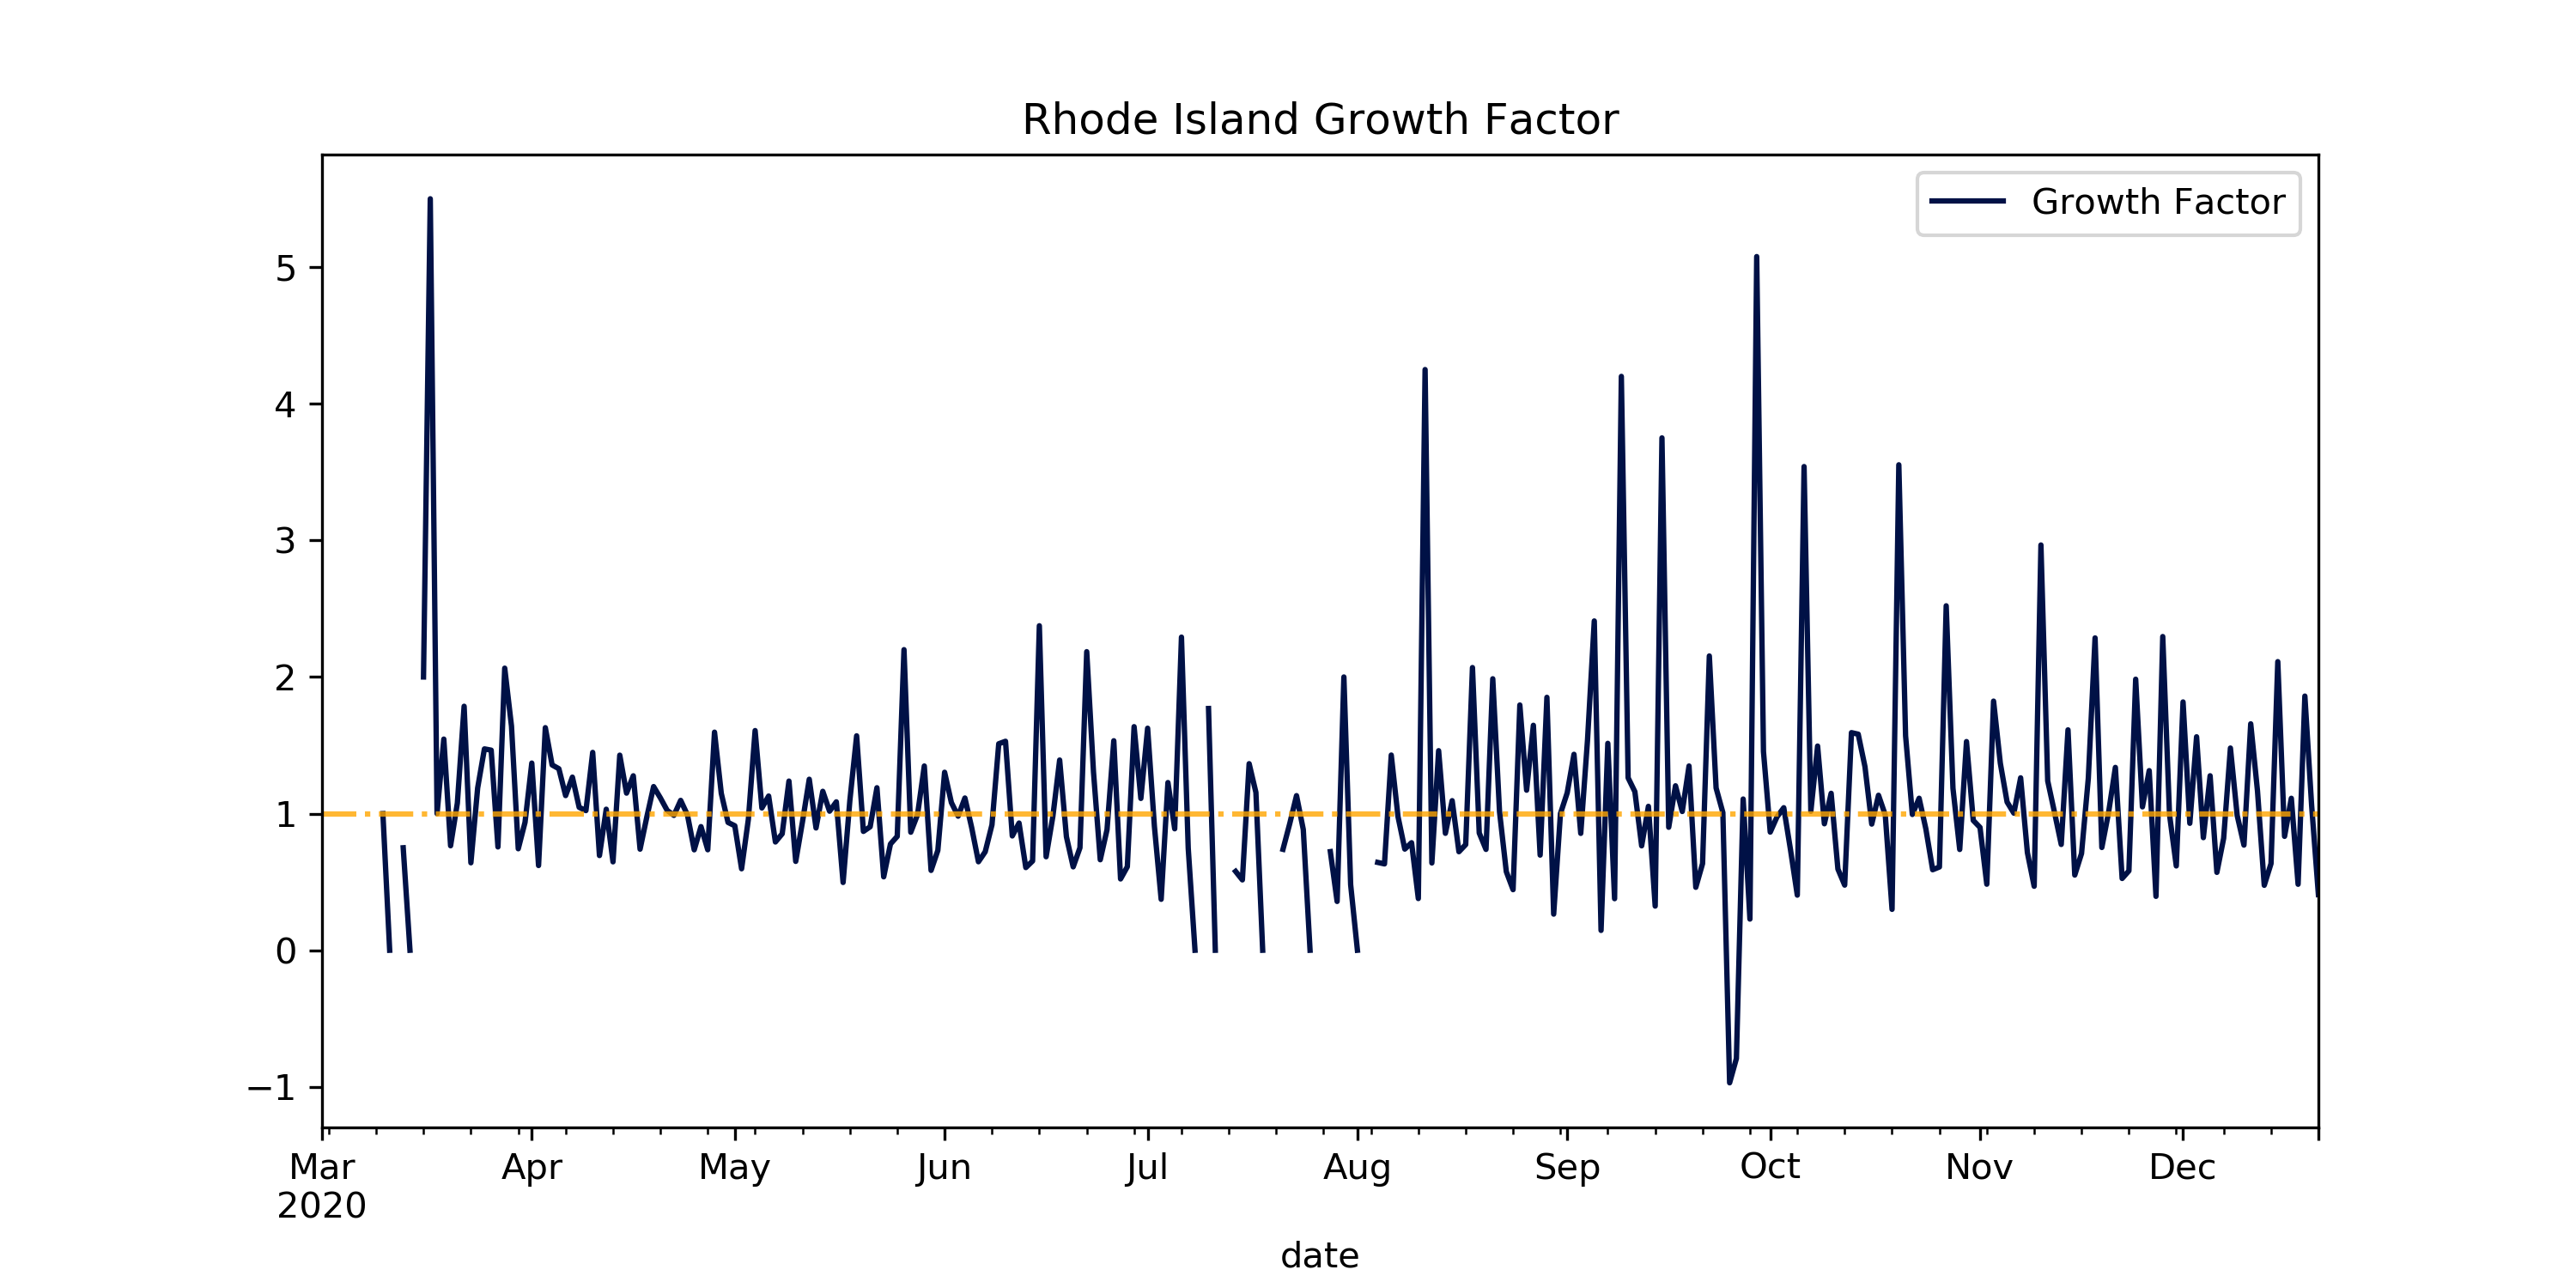 Rhode Island Growth Factor
Growth Factor
5
4
3
2
1
0
−1
Mar Apr May Jun Jul Aug Sep Oct Nov Dec
2020
date